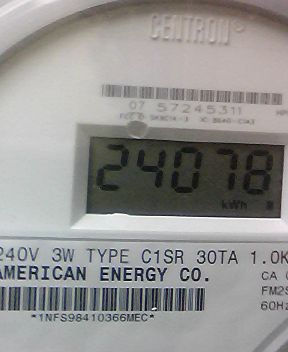 CENTRON®
07 57245311
24078
kWh
240V 3W TYPE C1SR 30TA 1.0K
AMERICAN ENERGY CO.
CA
FM2S
60Hz
*1NFS98410366MEC*